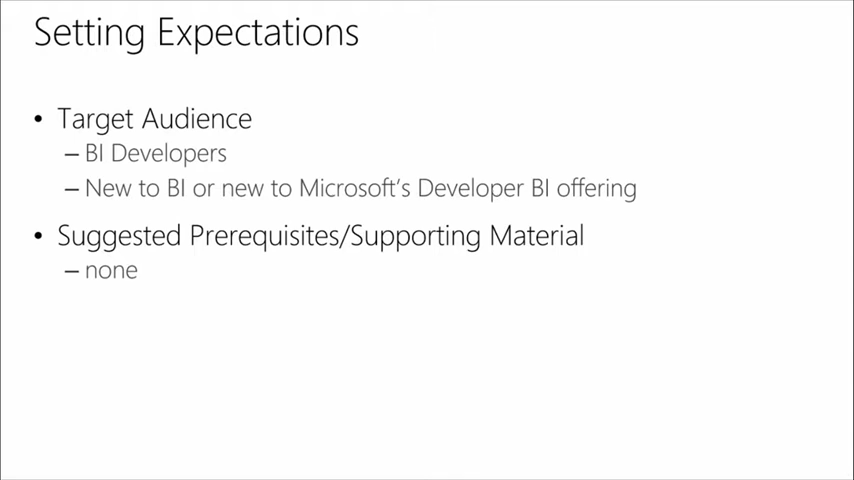 Setting Expectations
• Target Audience
– BI Developers
– New to BI or new to Microsoft's Developer BI offering
• Suggested Prerequisites/Supporting Material
– none